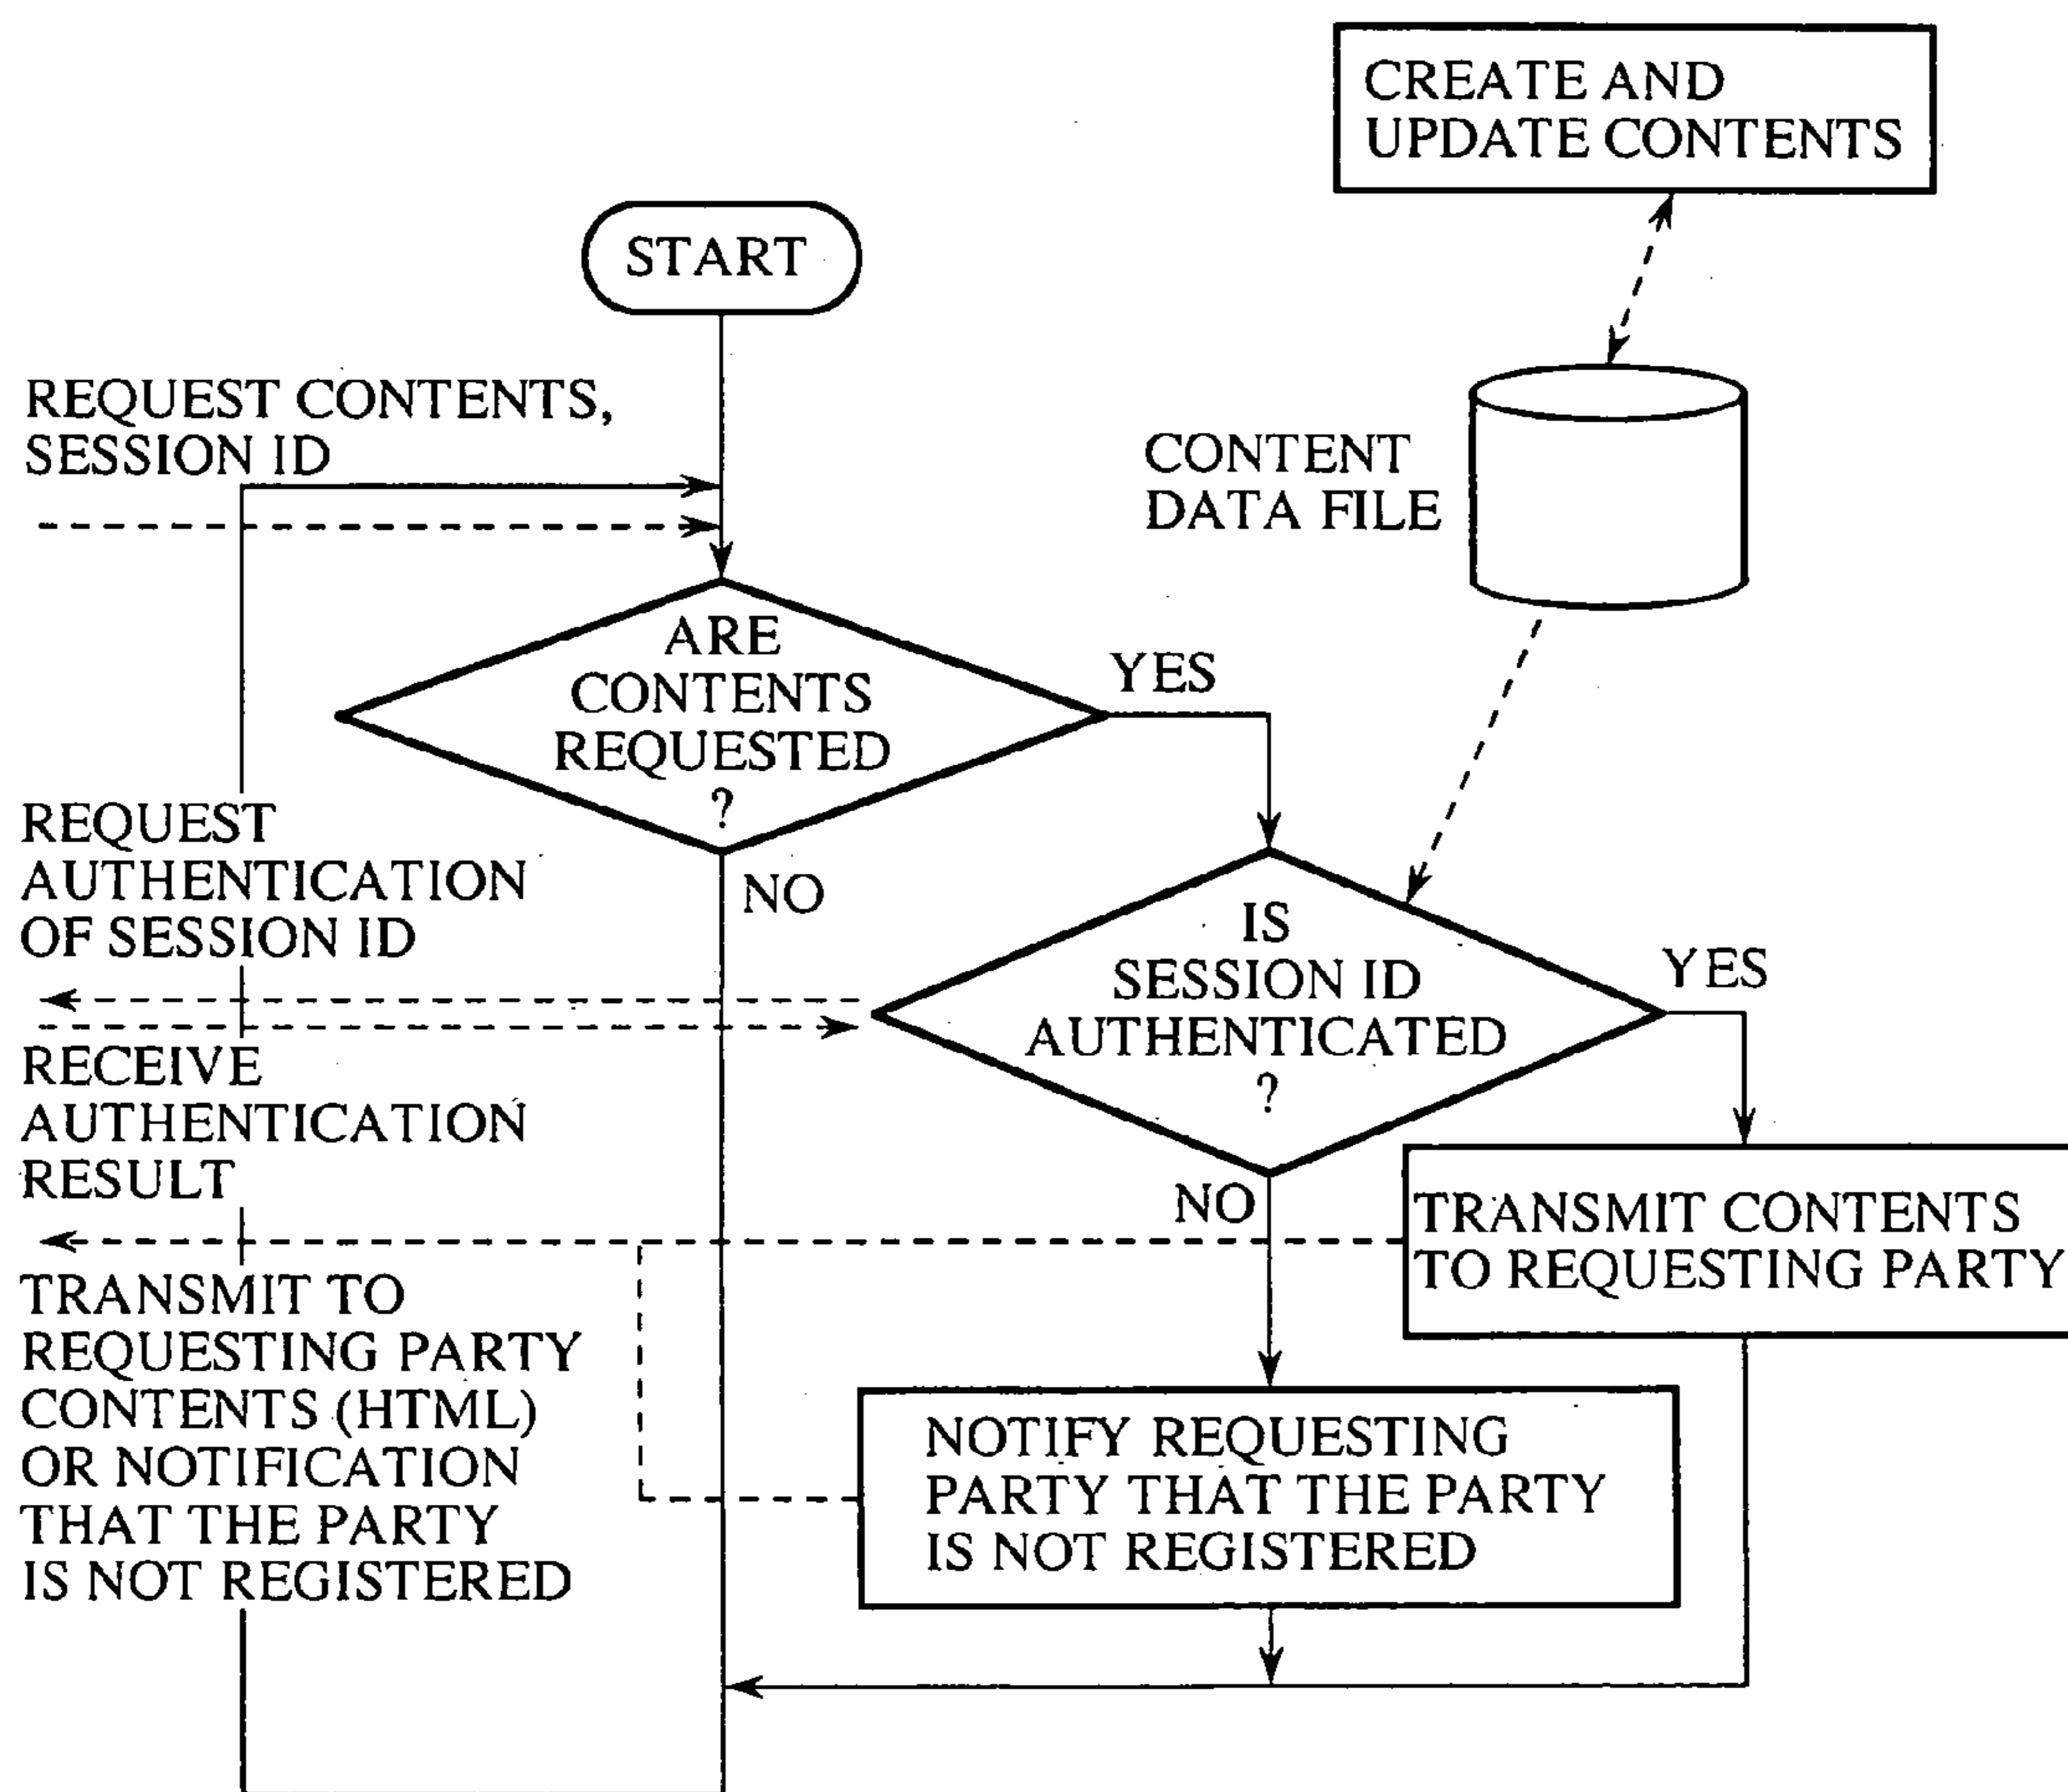 CREATE AND
UPDATE CONTENTS
START
REQUEST CONTENTS,
SESSION ID
CONTENT
DATA FILE
ARE
CONTENTS
REQUESTED
?
YES
NO
REQUEST
AUTHENTICATION
OF SESSION ID
IS
SESSION ID
AUTHENTICATED
?
YES
NO
RECEIVE
AUTHENTICATION
RESULT
TRANSMIT CONTENTS
TO REQUESTING PARTY
TRANSMIT TO
REQUESTING PARTY
CONTENTS (HTML)
OR NOTIFICATION
THAT THE PARTY
IS NOT REGISTERED
NOTIFY REQUESTING
PARTY THAT THE PARTY
IS NOT REGISTERED